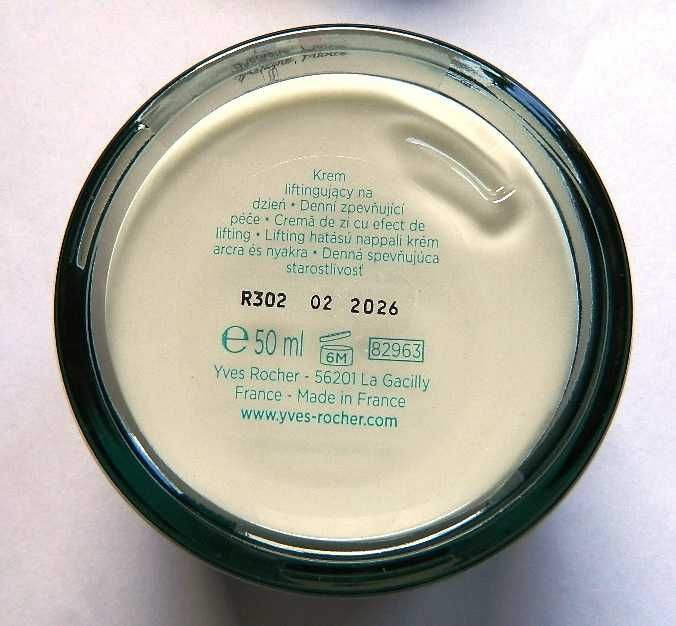 Krem
liftingujący na
dzień • Denní zpevňující
péče • Cremă de zi cu efect de
lifting • Lifting hatású nappali krém
arcra és nyakra • Denná spevňujúca
starostlivosť
R302 02 2026
e 50 ml 6M 82963
Yves Rocher - 56201 La Gacilly
France - Made in France
www.yves-rocher.com